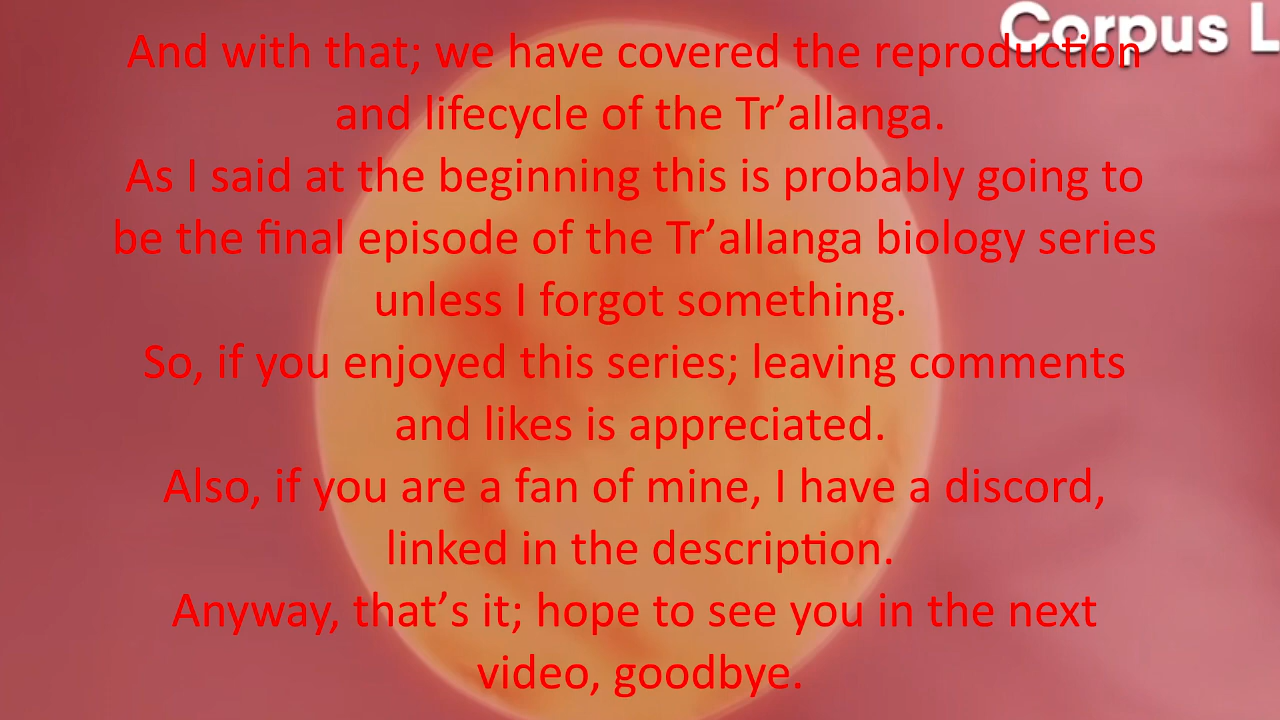 Corpus L
And with that; we have covered the reproduction
and lifecycle of the Tr’allanga.
As I said at the beginning this is probably going to
be the final episode of the Tr’allanga biology series
unless I forgot something.
So, if you enjoyed this series; leaving comments
and likes is appreciated.
Also, if you are a fan of mine, I have a discord,
linked in the description.
Anyway, that’s it; hope to see you in the next
video, goodbye.